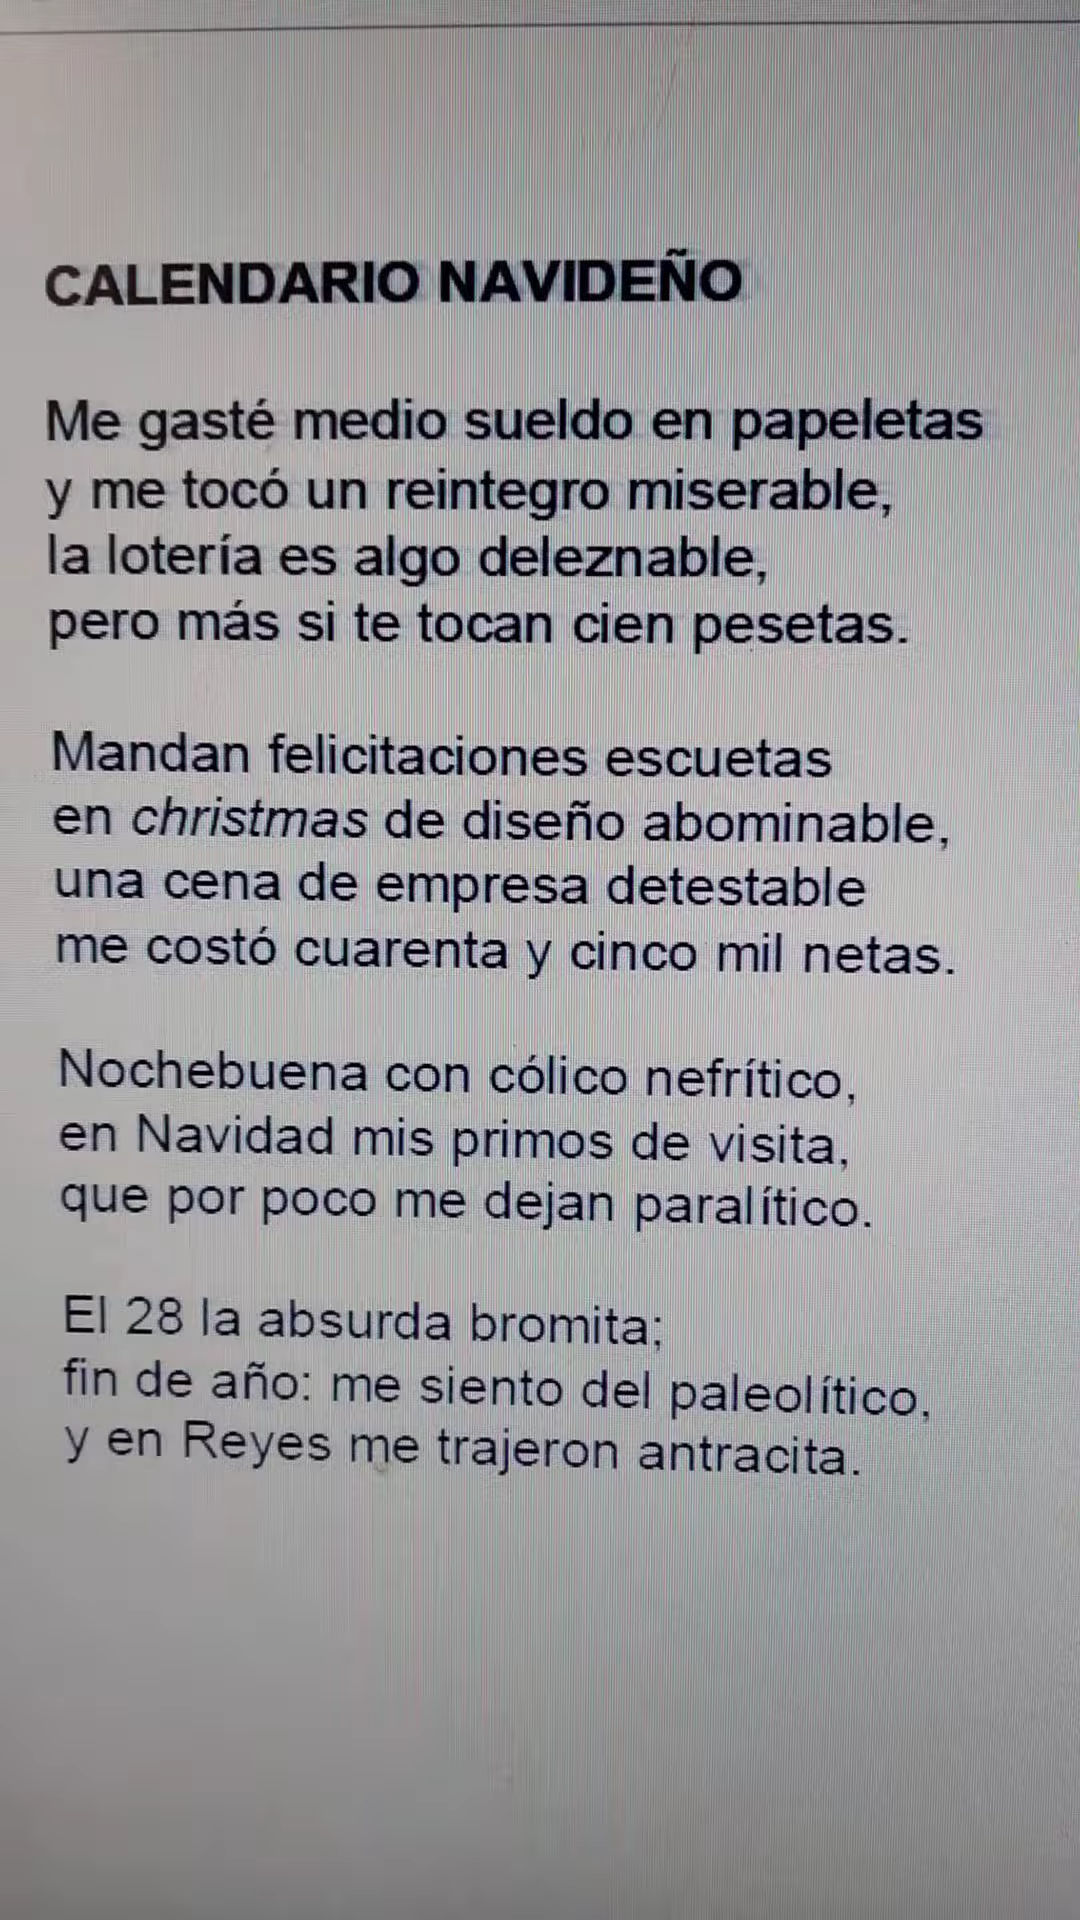 CALENDARIO NAVIDEÑO
Me gasté medio sueldo en papeletas
y me tocó un reintegro miserable,
la lotería es algo deleznable,
pero más si te tocan cien pesetas.
Mandan felicitaciones escuetas
en christmas de diseño abominable,
una cena de empresa detestable
me costó cuarenta y cinco mil netas.
Nochebuena con cólico nefrítico,
en Navidad mis primos de visita,
que por poco me dejan paralítico.
El 28 la absurda bromita;
fin de año: me siento del paleolítico,
y en Reyes me trajeron antracita.